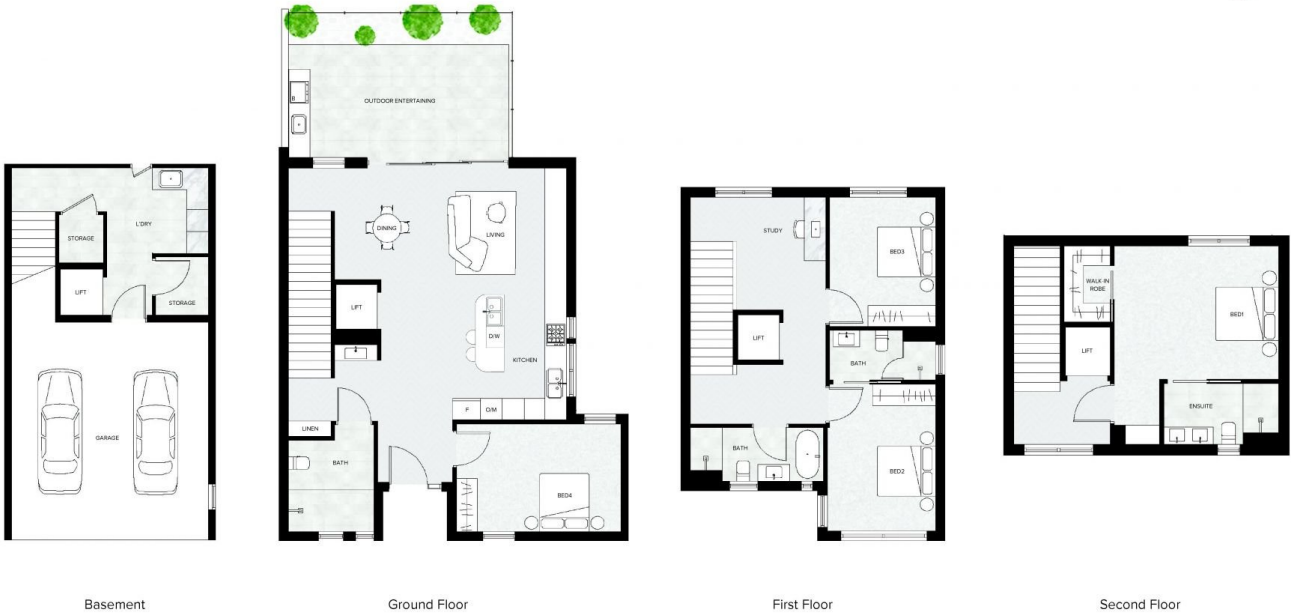 L'DRY
STORAGE
LIFT
STORAGE
GARAGE
Basement
OUTDOOR ENTERTAINING
DINING
LIVING
LIFT
D/W
KITCHEN
F
O/M
LINEN
BATH
BED4
Ground Floor
STUDY
BED3
LIFT
BATH
BATH
BED2
First Floor
WALK-IN
ROBE
BED1
LIFT
ENSUITE
Second Floor